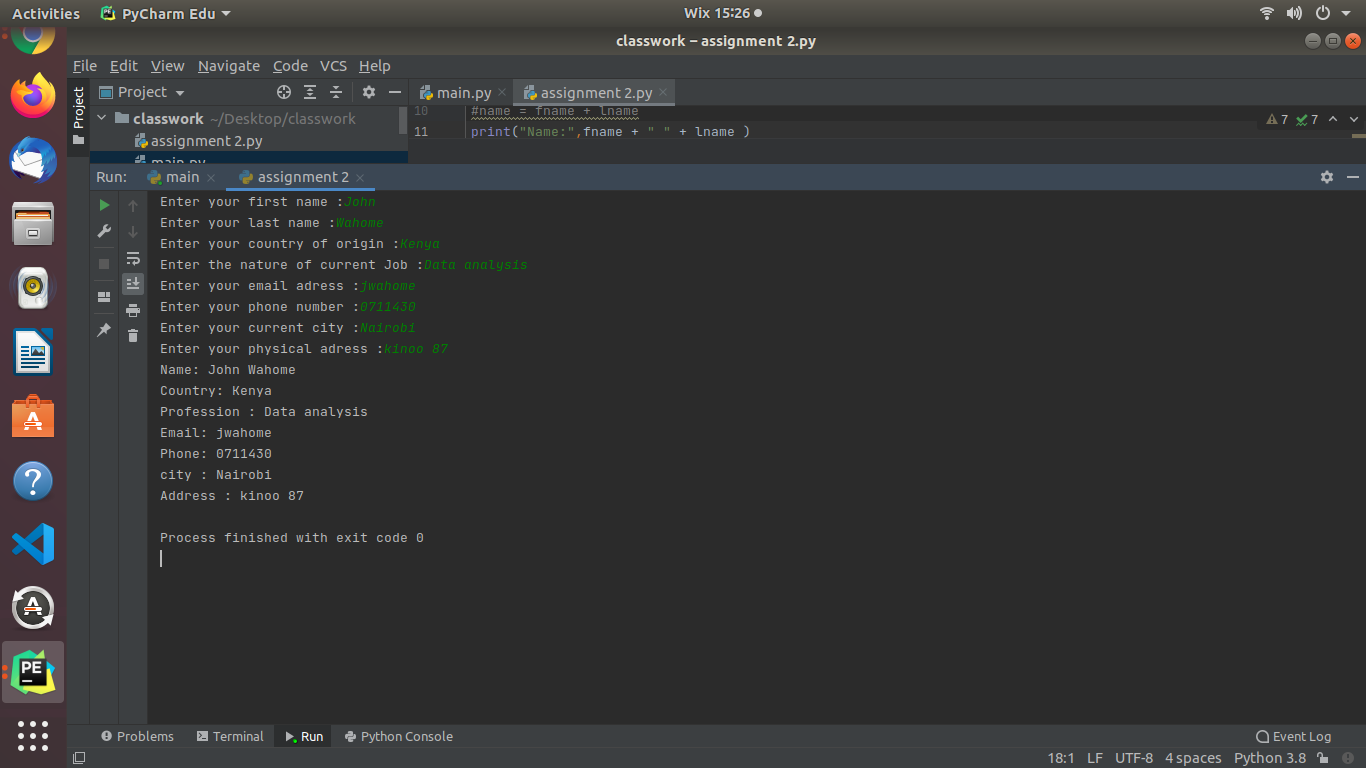 Activities PyCharm Edu Wix 15:26
classwork – assignment 2.py
File Edit View Navigate Code VCS Help
Project main.py assignment 2.py
Project
classwork ~/Desktop/classwork
assignment 2.py
main.py
10 #name = fname + lname
11 print("Name:",fname + " " + lname )
7 7
Run: main assignment 2
Enter your first name :John
Enter your last name :Wahome
Enter your country of origin :Kenya
Enter the nature of current Job :Data analysis
Enter your email adress :jwahome
Enter your phone number :0711430
Enter your current city :Nairobi
Enter your physical adress :kinoo 87
Name: John Wahome
Country: Kenya
Profession : Data analysis
Email: jwahome
Phone: 0711430
city : Nairobi
Address : kinoo 87
Process finished with exit code 0
PE
Problems Terminal Run Python Console Event Log
18:1 LF UTF-8 4 spaces Python 3.8